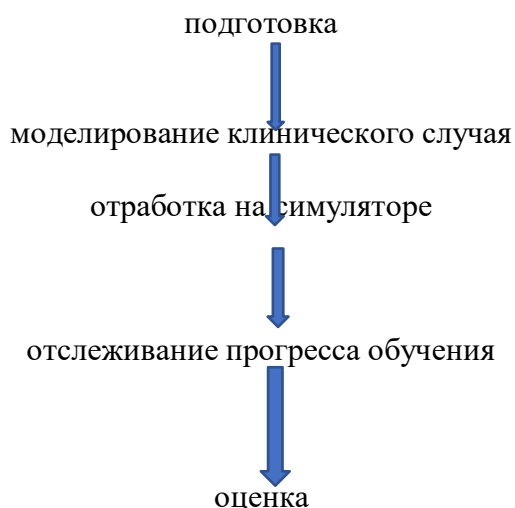 подготовка
моделирование клинического случая
отработка на симуляторе
отслеживание прогресса обучения
оценка